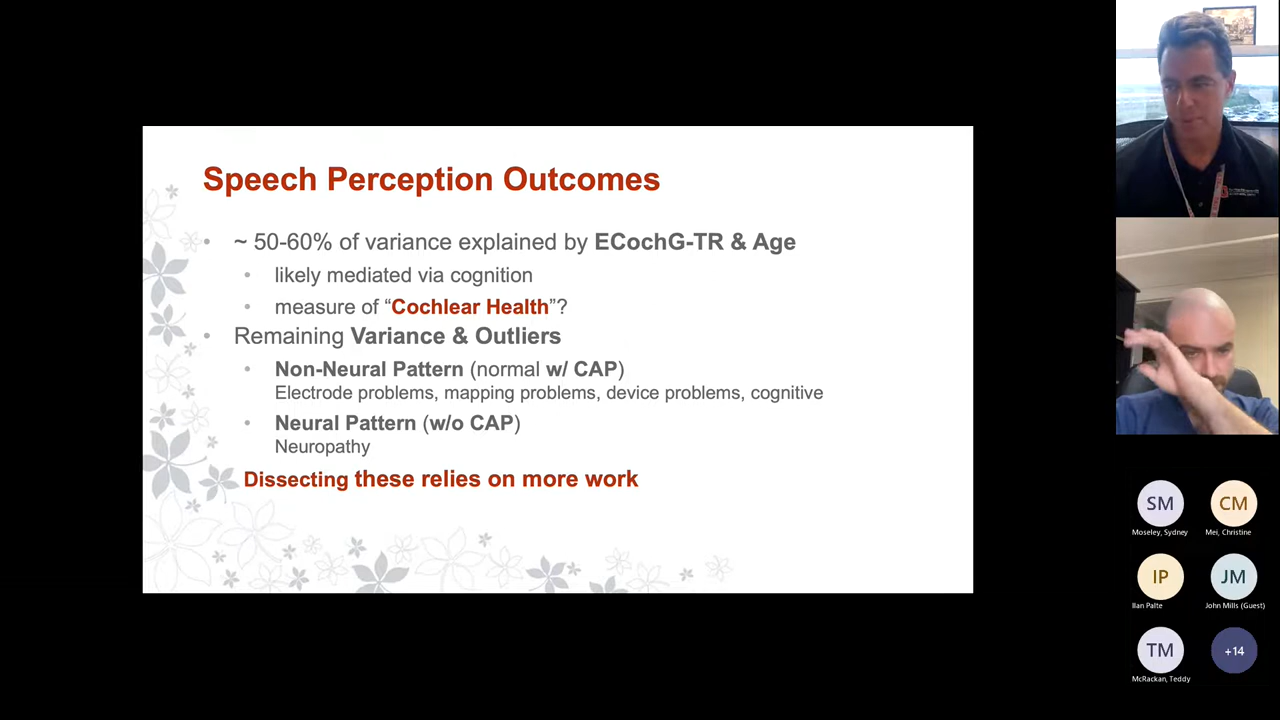 Speech Perception Outcomes
• ~ 50-60% of variance explained by ECochG-TR & Age
• likely mediated via cognition
• measure of “Cochlear Health”?
• Remaining Variance & Outliers
• Non-Neural Pattern (normal w/ CAP)
Electrode problems, mapping problems, device problems, cognitive
• Neural Pattern (w/o CAP)
Neuropathy
Dissecting these relies on more work
SM
CM
Moseley, Sydney
Mei, Christine
IP
JM
Ilan Palte
John Mills (Guest)
TM
+14
McRackan, Teddy